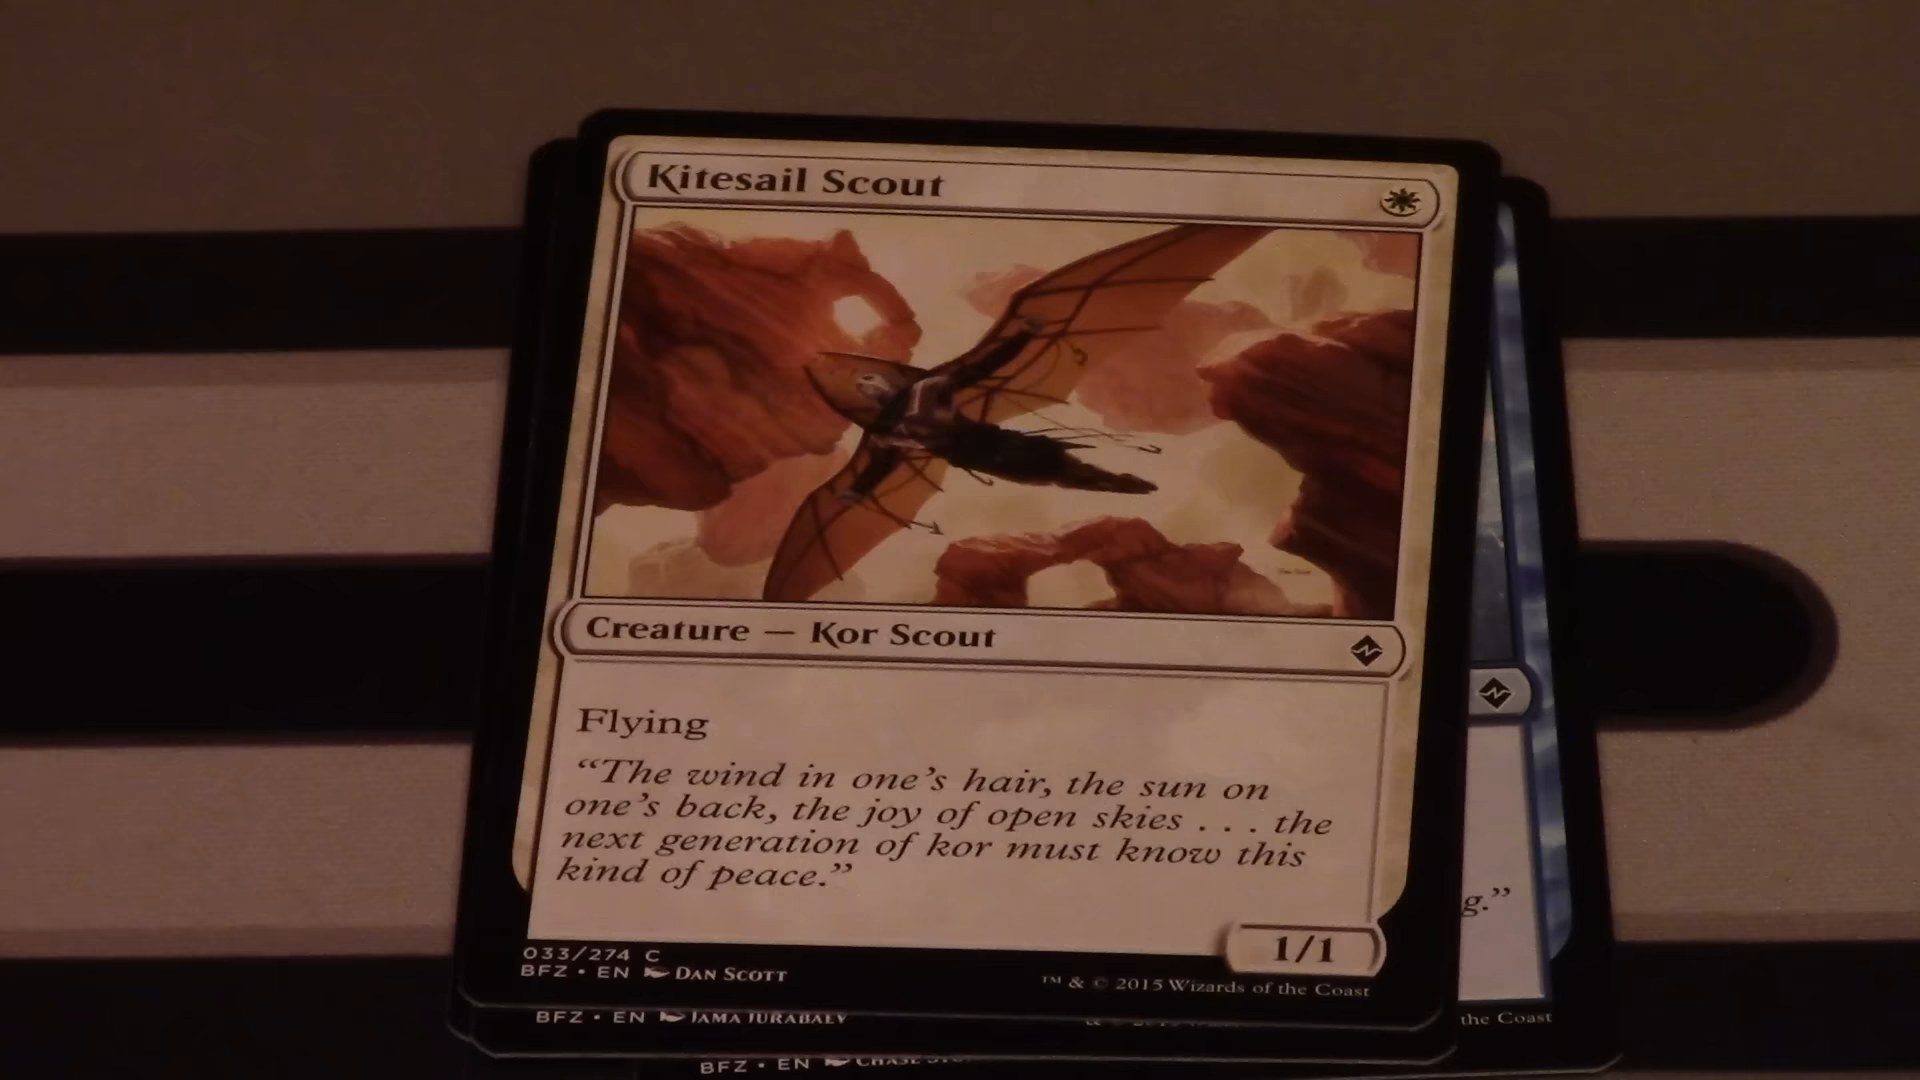 Kitesail Scout
Creature — Kor Scout
Flying
“The wind in one’s hair, the sun on
one’s back, the joy of open skies . . . the
next generation of kor must know this
kind of peace.”
g.”
1/1
033/274 C
BFZ • EN DAN SCOTT
™ & © 2015 Wizards of the Coast
BFZ • EN JAMA JURABAEV
the Coast
BFZ • EN CHASE